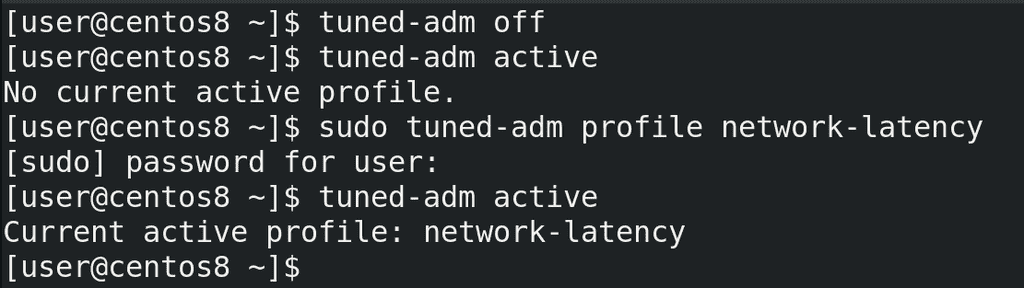 [user@centos8 ~]$ tuned-adm off
[user@centos8 ~]$ tuned-adm active
No current active profile.
[user@centos8 ~]$ sudo tuned-adm profile network-latency
[sudo] password for user:
[user@centos8 ~]$ tuned-adm active
Current active profile: network-latency
[user@centos8 ~]$